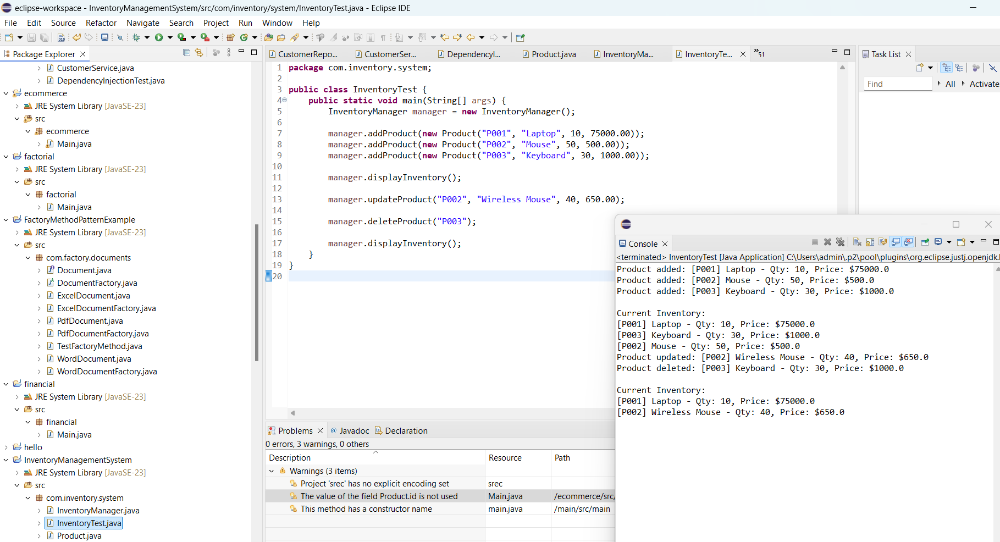 eclipse-workspace - InventoryManagementSystem/src/com/inventory/system/InventoryTest.java - Eclipse IDE
File Edit Source Refactor Navigate Search Project Run Window Help
Package Explorer
CustomerService.java
DependencyInjectionTest.java
ecommerce
JRE System Library [JavaSE-23]
src
ecommerce
Main.java
factorial
JRE System Library [JavaSE-23]
src
factorial
Main.java
FactoryMethodPatternExample
JRE System Library [JavaSE-23]
src
com.factory.documents
Document.java
DocumentFactory.java
ExcelDocument.java
ExcelDocumentFactory.java
PdfDocument.java
PdfDocumentFactory.java
TestFactoryMethod.java
WordDocument.java
WordDocumentFactory.java
financial
JRE System Library [JavaSE-23]
src
financial
Main.java
hello
InventoryManagementSystem
JRE System Library [JavaSE-23]
src
com.inventory.system
InventoryManager.java
InventoryTest.java
Product.java
CustomerRepo... CustomerSer... DependencyI... Product.java InventoryMa... InventoryTe... »51
1 package com.inventory.system;
2
3 public class InventoryTest {
4 public static void main(String[] args) {
5 InventoryManager manager = new InventoryManager();
6
7 manager.addProduct(new Product("P001", "Laptop", 10, 75000.00));
8 manager.addProduct(new Product("P002", "Mouse", 50, 500.00));
9 manager.addProduct(new Product("P003", "Keyboard", 30, 1000.00));
10
11 manager.displayInventory();
12
13 manager.updateProduct("P002", "Wireless Mouse", 40, 650.00);
14
15 manager.deleteProduct("P003");
16
17 manager.displayInventory();
18 }
19 }
20
Task List
Find All Activate
Console
<terminated> InventoryTest [Java Application] C:\Users\admin\.p2\pool\plugins\org.eclipse.justj.openjdk.
Product added: [P001] Laptop - Qty: 10, Price: $75000.0
Product added: [P002] Mouse - Qty: 50, Price: $500.0
Product added: [P003] Keyboard - Qty: 30, Price: $1000.0
Current Inventory:
[P001] Laptop - Qty: 10, Price: $75000.0
[P003] Keyboard - Qty: 30, Price: $1000.0
[P002] Mouse - Qty: 50, Price: $500.0
Product updated: [P002] Wireless Mouse - Qty: 40, Price: $650.0
Product deleted: [P003] Keyboard - Qty: 30, Price: $1000.0
Current Inventory:
[P001] Laptop - Qty: 10, Price: $75000.0
[P002] Wireless Mouse - Qty: 40, Price: $650.0
Problems @ Javadoc Declaration
0 errors, 3 warnings, 0 others
Description Resource Path
Warnings (3 items)
Project 'srec' has no explicit encoding set srec
The value of the field Product.id is not used Main.java /ecommerce/src/
This method has a constructor name main.java /main/src/main